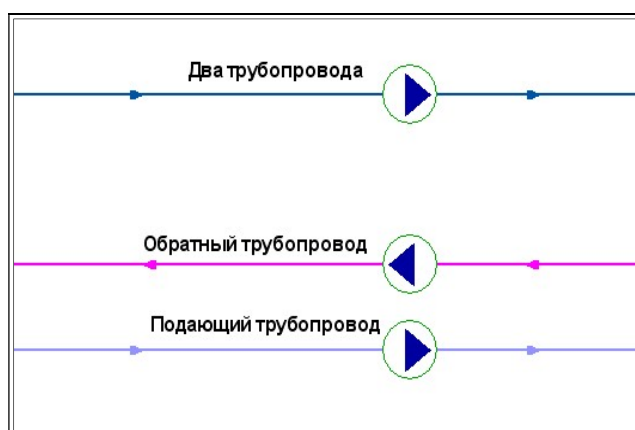 Два трубопровода
Обратный трубопровод
Подающий трубопровод